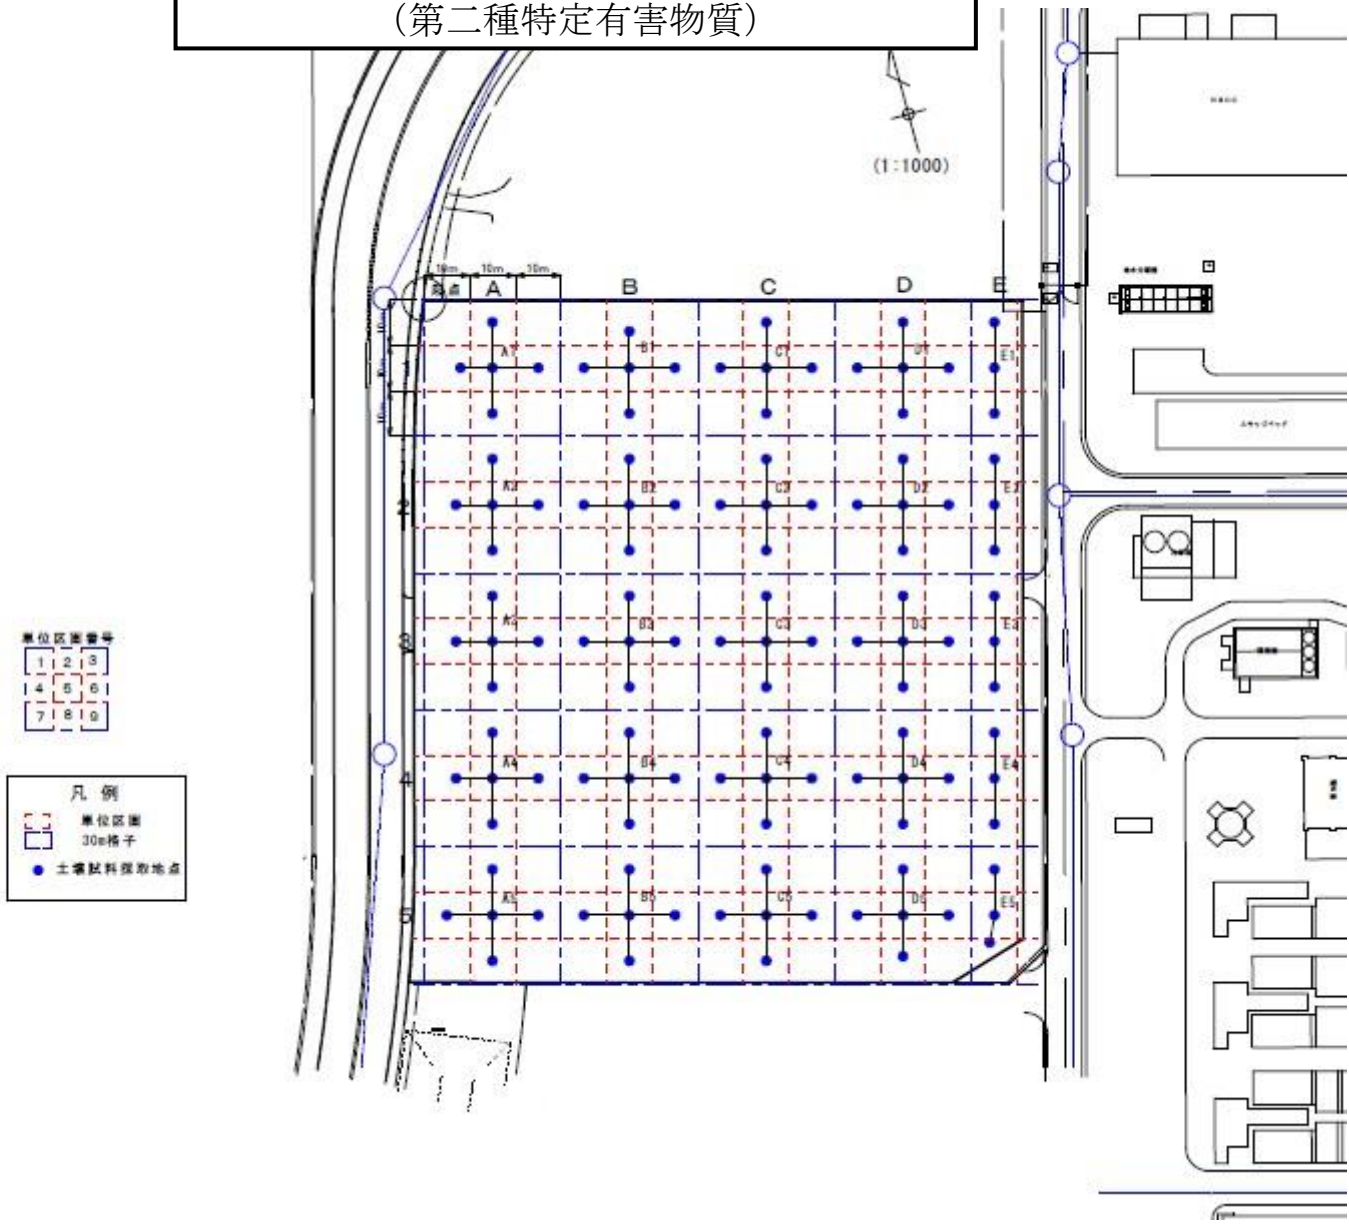 (第二種特定有害物質)
(1:1000)
10m 10m 10m
A B C D E
A1 B1 C1 D1 E1
2
A2 B2 C2 D2 E2
3
A3 B3 C3 D3 E3
4
A4 B4 C4 D4 E4
5
A5 B5 C5 D5 E5
単位区画番号
1 2 3
4 5 6
7 8 9
凡 例
単位区画
30m格子
土壌試料採取地点